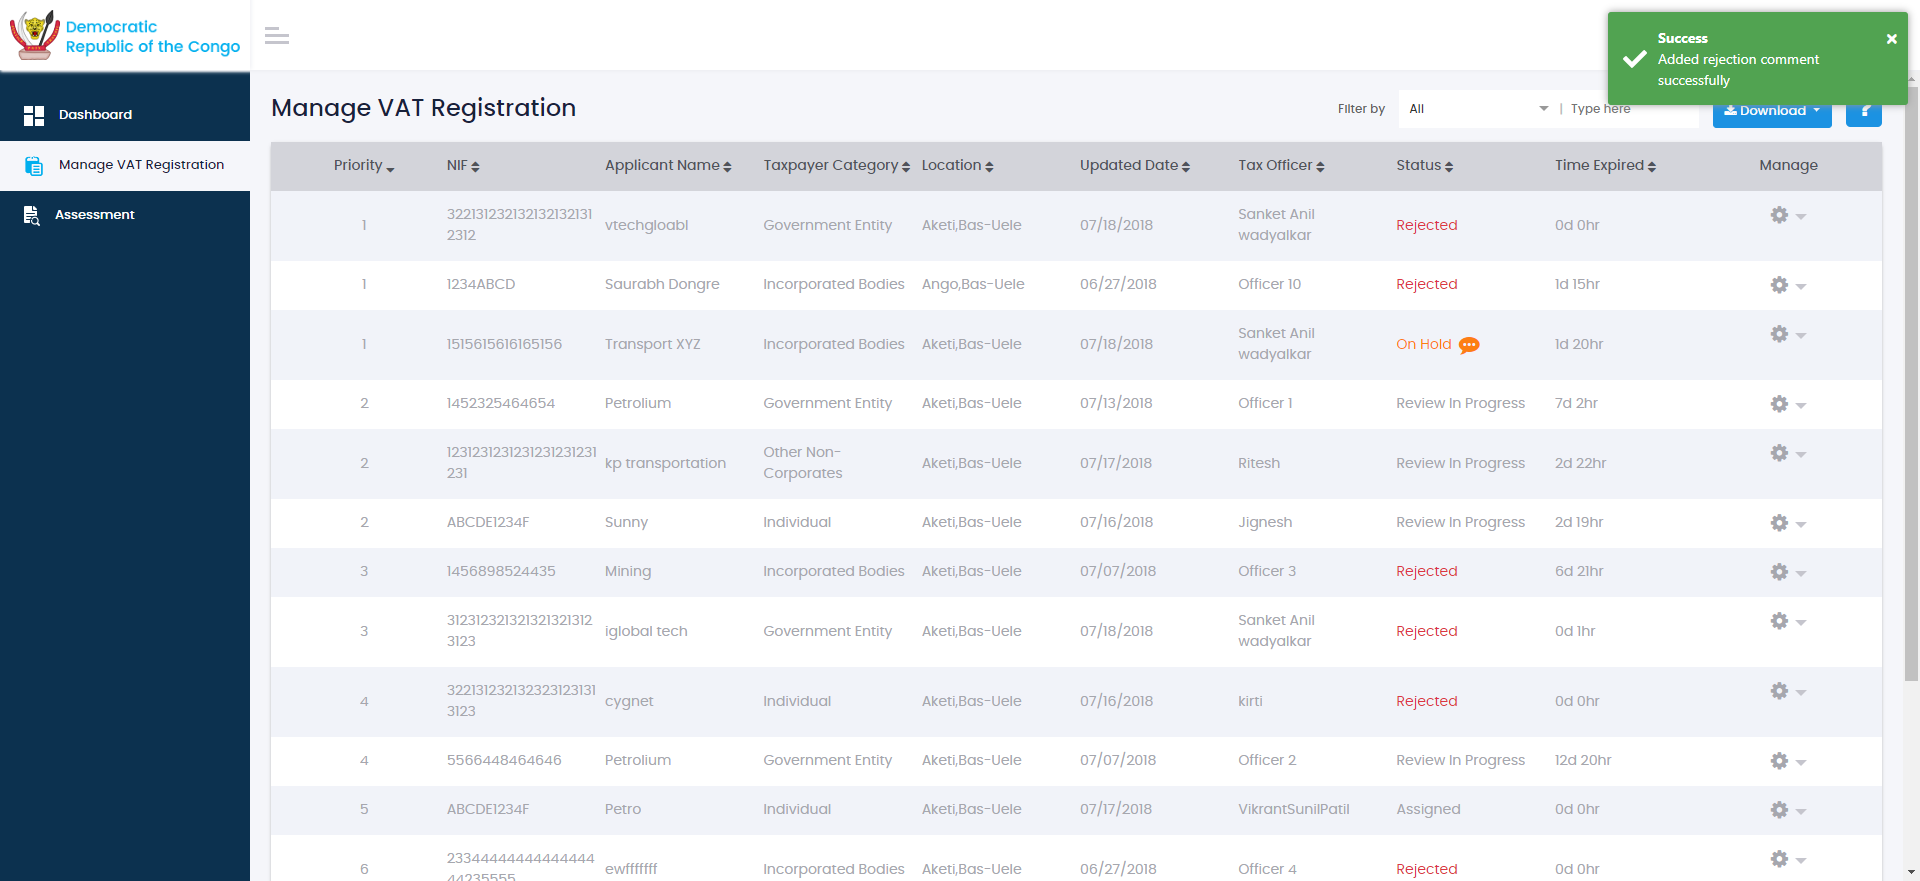 Democratic
Republic of the Congo
Success
Added rejection comment
successfully
Dashboard
Manage VAT Registration
Assessment
Manage VAT Registration
Filter by All | Type here Download ?
Priority NIF Applicant Name Taxpayer Category Location Updated Date Tax Officer Status Time Expired Manage
1 322131232132132132131 2312 vtechgloabl Government Entity Aketi,Bas-Uele 07/18/2018 Sanket Anil wadyalkar Rejected 0d 0hr
1 1234ABCD Saurabh Dongre Incorporated Bodies Ango,Bas-Uele 06/27/2018 Officer 10 Rejected 1d 15hr
1 1515615616165156 Transport XYZ Incorporated Bodies Aketi,Bas-Uele 07/18/2018 Sanket Anil wadyalkar On Hold 1d 20hr
2 1452325464654 Petrolium Government Entity Aketi,Bas-Uele 07/13/2018 Officer 1 Review In Progress 7d 2hr
2 1231231231231231231231 231 kp transportation Other Non-Corporates Aketi,Bas-Uele 07/17/2018 Ritesh Review In Progress 2d 22hr
2 ABCDE1234F Sunny Individual Aketi,Bas-Uele 07/16/2018 Jignesh Review In Progress 2d 19hr
3 1456898524435 Mining Incorporated Bodies Aketi,Bas-Uele 07/07/2018 Officer 3 Rejected 6d 21hr
3 312312321321321321312 3123 iglobal tech Government Entity Aketi,Bas-Uele 07/18/2018 Sanket Anil wadyalkar Rejected 0d 1hr
4 322131232132323123131 3123 cygnet Individual Aketi,Bas-Uele 07/16/2018 kirti Rejected 0d 0hr
4 5566448464646 Petrolium Government Entity Aketi,Bas-Uele 07/07/2018 Officer 2 Review In Progress 12d 20hr
5 ABCDE1234F Petro Individual Aketi,Bas-Uele 07/17/2018 VikrantSunilPatil Assigned 0d 0hr
6 23344444444444444 44235555 ewfffffff Incorporated Bodies Aketi,Bas-Uele 06/27/2018 Officer 4 Rejected 0d 0hr